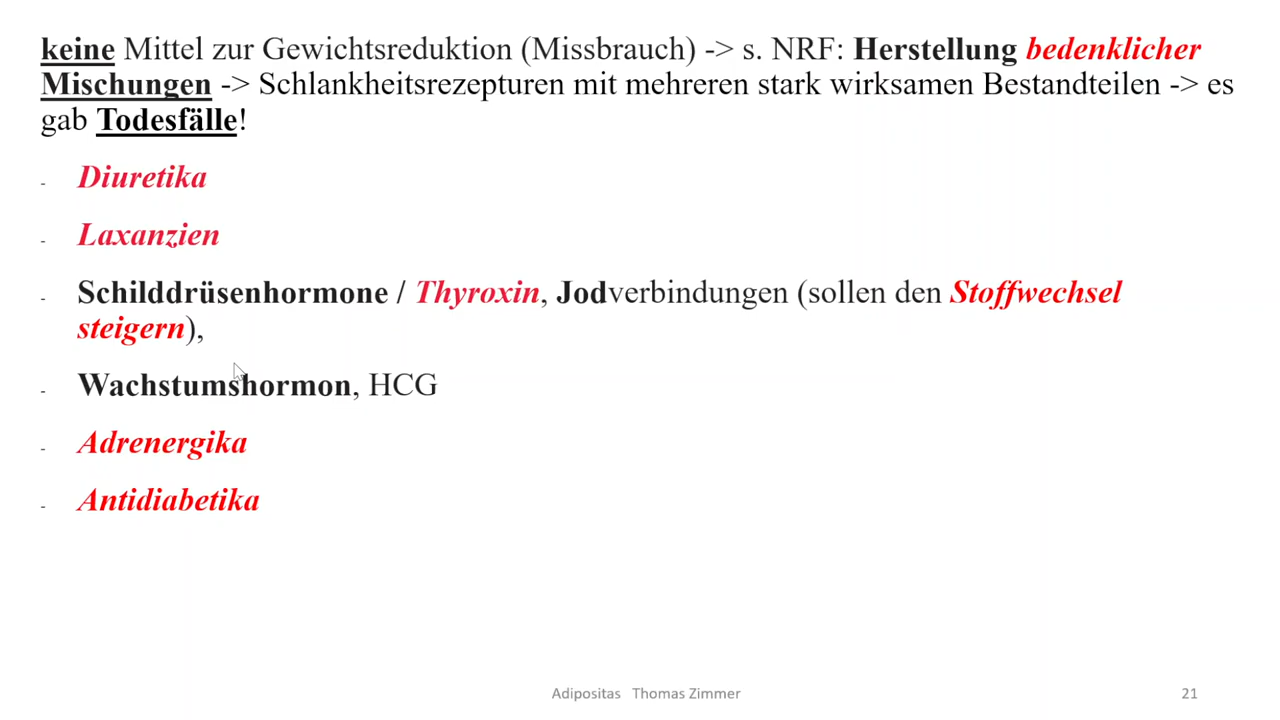 keine Mittel zur Gewichtsreduktion (Missbrauch) -> s. NRF: Herstellung bedenklicher
Mischungen -> Schlankheitsrezepturen mit mehreren stark wirksamen Bestandteilen -> es
gab Todesfälle!
- Diuretika
- Laxanzien
- Schilddrüsenhormone / Thyroxin, Jodverbindungen (sollen den Stoffwechsel
steigern),
- Wachstumshormon, HCG
- Adrenergika
- Antidiabetika
Adipositas Thomas Zimmer
21